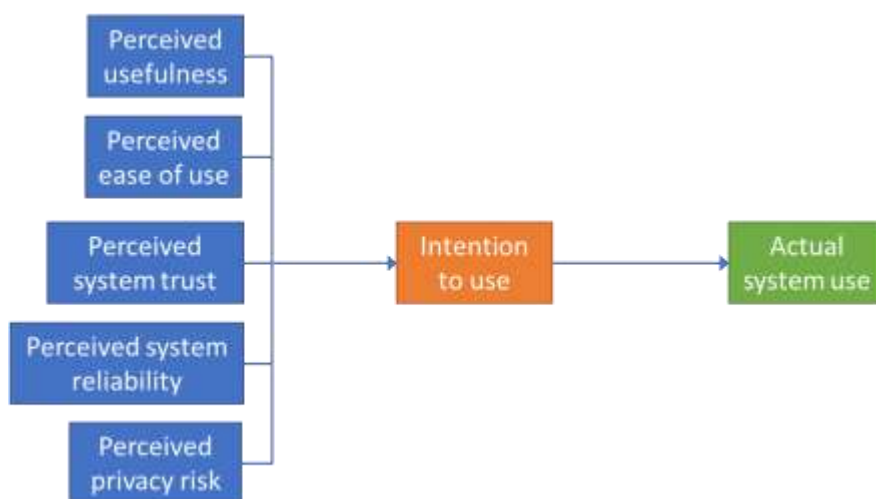 Perceived
usefulness
Perceived
ease of use
Perceived
system trust
Perceived system
reliability
Perceived
privacy risk
Intention
to use
Actual
system use